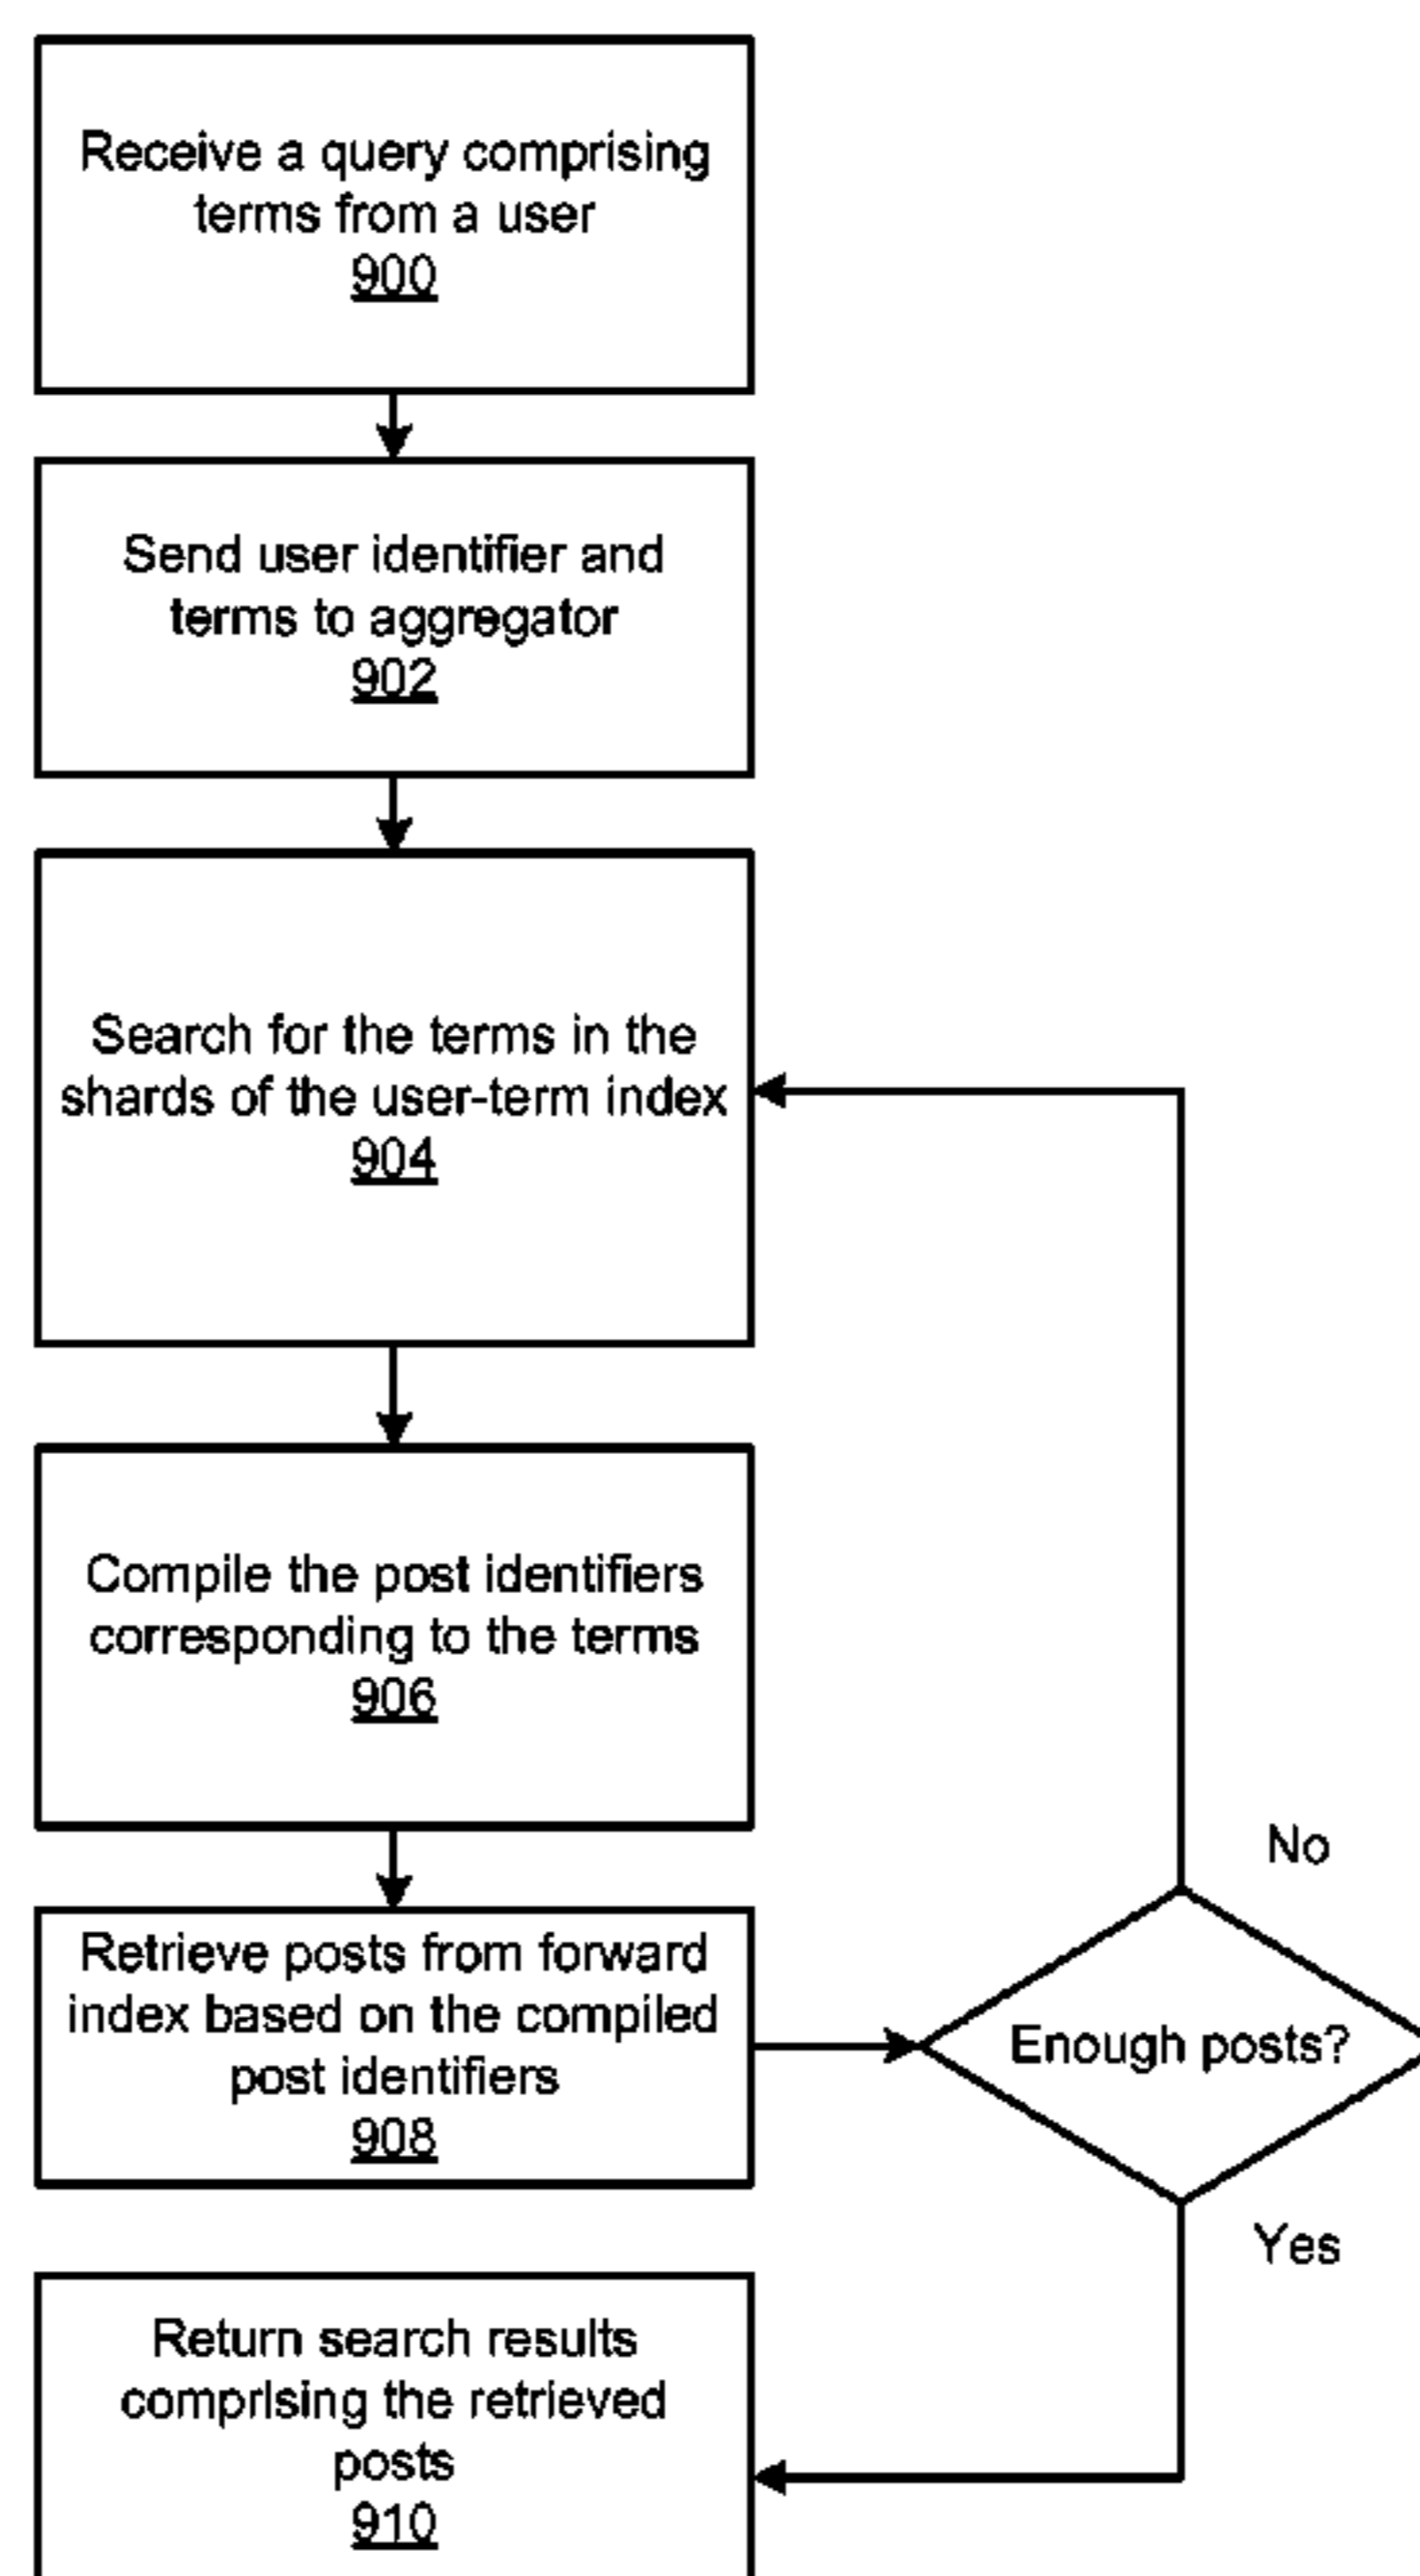 Receive a query comprising
terms from a user
900
Send user identifier and
terms to aggregator
902
Search for the terms in the
shards of the user-term index
904
Compile the post identifiers
corresponding to the terms
906
No
Retrieve posts from forward
index based on the compiled
post identifiers
908
Enough posts?
Yes
Return search results
comprising the retrieved
posts
910